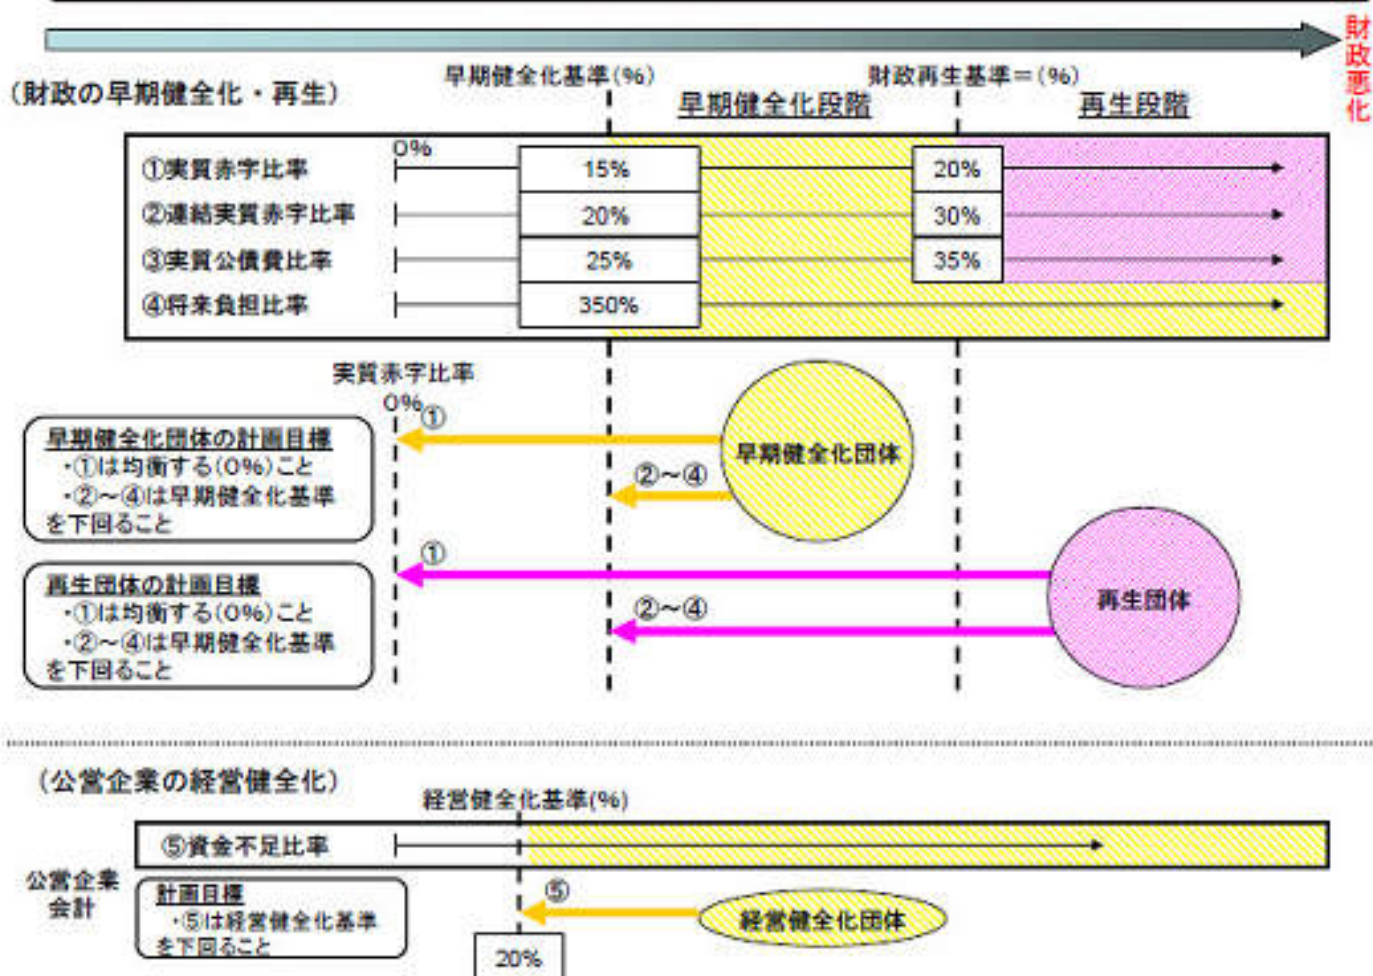 財政悪化
(財政の早期健全化・再生)
早期健全化基準(%)
財政再生基準=(%)
早期健全化段階
再生段階
0%
①実質赤字比率
15%
20%
②連結実質赤字比率
20%
30%
③実質公債費比率
25%
35%
④将来負担比率
350%
実質赤字比率
0%
早期健全化団体の計画目標
・①は均衡する(0%)こと
・②～④は早期健全化基準
を下回ること
①
②～④
早期健全化団体
再生団体の計画目標
・①は均衡する(0%)こと
・②～④は早期健全化基準
を下回ること
①
②～④
再生団体
(公営企業の経営健全化)
経営健全化基準(%)
⑤資金不足比率
公営企業
会計
計画目標
・⑤は経営健全化基準
を下回ること
⑤
経営健全化団体
20%